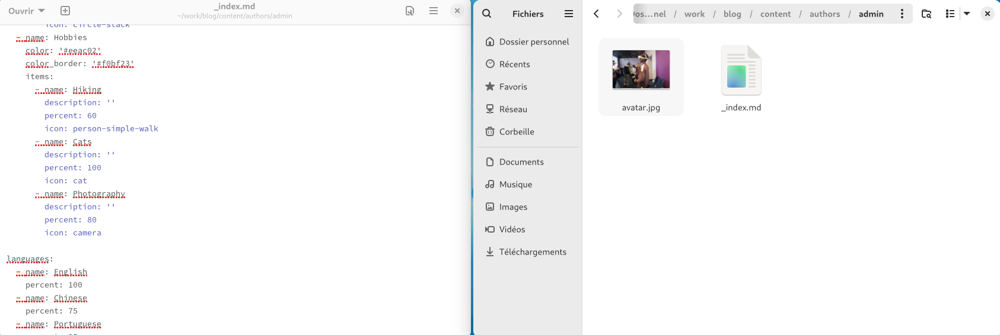 Ouvrir
_index.md
~/work/blog/content/authors/admin
icon: circle-stack
- name: Hobbies
color: '#eeac02'
color_border: '#f0bf23'
items:
- name: Hiking
description: ''
percent: 60
icon: person-simple-walk
- name: Cats
description: ''
percent: 100
icon: cat
- name: Photography
description: ''
percent: 80
icon: camera
languages:
- name: English
percent: 100
- name: Chinese
percent: 75
- name: Portuguese
Fichiers
Dossier personnel
Récents
Favoris
Réseau
Corbeille
Documents
Musique
Images
Vidéos
Téléchargements
Dos...nel / work / blog / content / authors / admin
avatar.jpg
_index.md